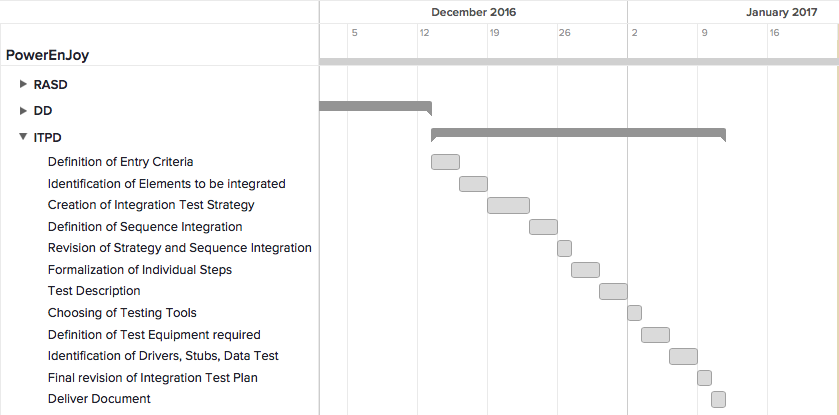 December 2016 January 2017
5 12 19 26 2 9 16
PowerEnJoy
RASD
DD
ITPD
Definition of Entry Criteria
Identification of Elements to be integrated
Creation of Integration Test Strategy
Definition of Sequence Integration
Revision of Strategy and Sequence Integration
Formalization of Individual Steps
Test Description
Choosing of Testing Tools
Definition of Test Equipment required
Identification of Drivers, Stubs, Data Test
Final revision of Integration Test Plan
Deliver Document